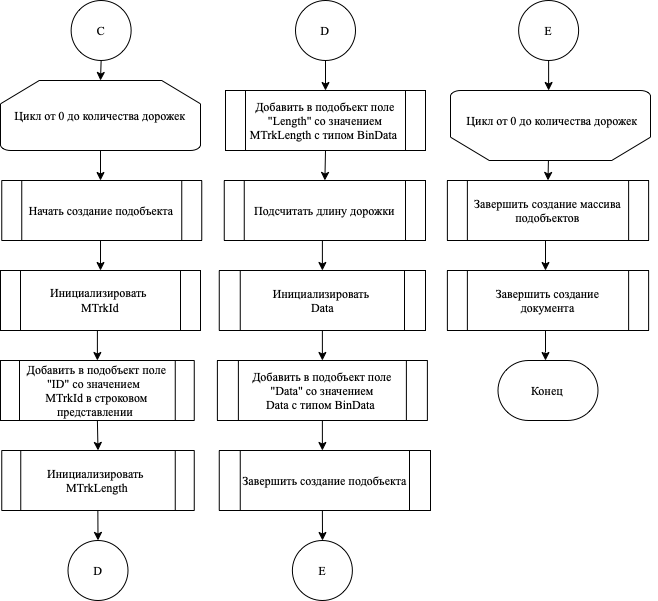 C
Цикл от 0 до количества дорожек
Начать создание подобъекта
Инициализировать
MTrkId
Добавить в подобъект поле
"ID" со значением
MTrkId в строковом
представлении
Инициализировать
MTrkLength
D
D
Добавить в подобъект поле
"Length" со значением
MTrkLength с типом BinData
Подсчитать длину дорожки
Инициализировать
Data
Добавить в подобъект поле
"Data" со значением
Data с типом BinData
Завершить создание подобъекта
E
E
Цикл от 0 до количества дорожек
Завершить создание массива
подобъектов
Завершить создание
документа
Конец